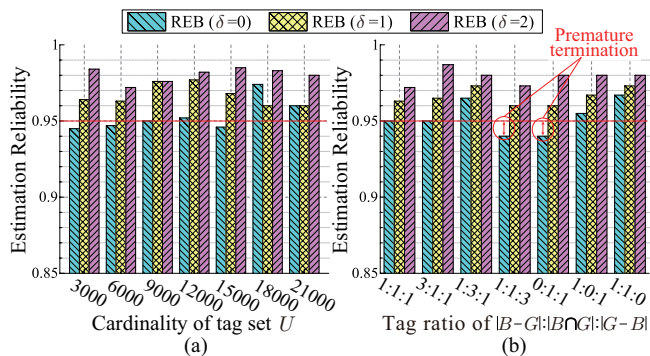 REB (δ=0) REB (δ=1) REB (δ=2)
Premature
termination
Estimation Reliability
1
0.95
0.9
0.85
3000 6000 9000 12000 15000 18000 21000
Cardinality of tag set U
(a)
Estimation Reliability
1
0.95
0.9
0.85
1:1:1 3:1:1 1:3:1 1:1:3 0:1:1 1:0:1 1:1:0
Tag ratio of |B−G|:|B∩G|:|G−B|
(b)